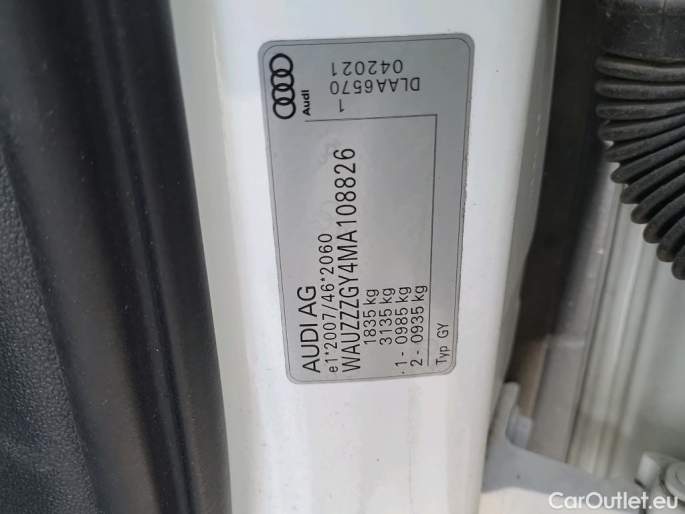 AUDI AG
e1*2007/46*2060
WAUZZZGY4MA108826
1835 kg
3135 kg
1 - 0985 kg
2 - 0935 kg
Typ GY
Audi
1
DLAA6570
042021
CarOutlet.eu